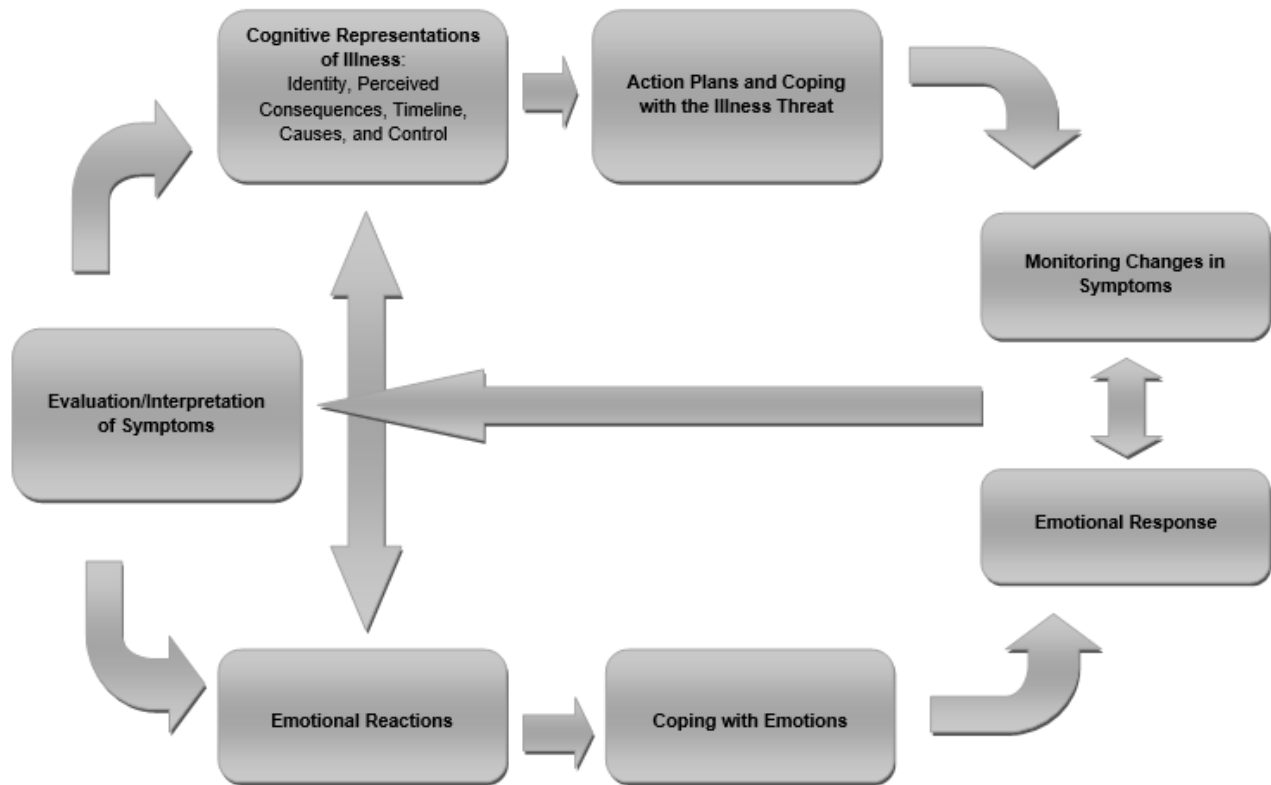 Cognitive Representations
of Illness:
Identity, Perceived
Consequences, Timeline,
Causes, and Control
Action Plans and Coping
with the Illness Threat
Monitoring Changes in
Symptoms
Evaluation/Interpretation
of Symptoms
Emotional Response
Emotional Reactions
Coping with Emotions